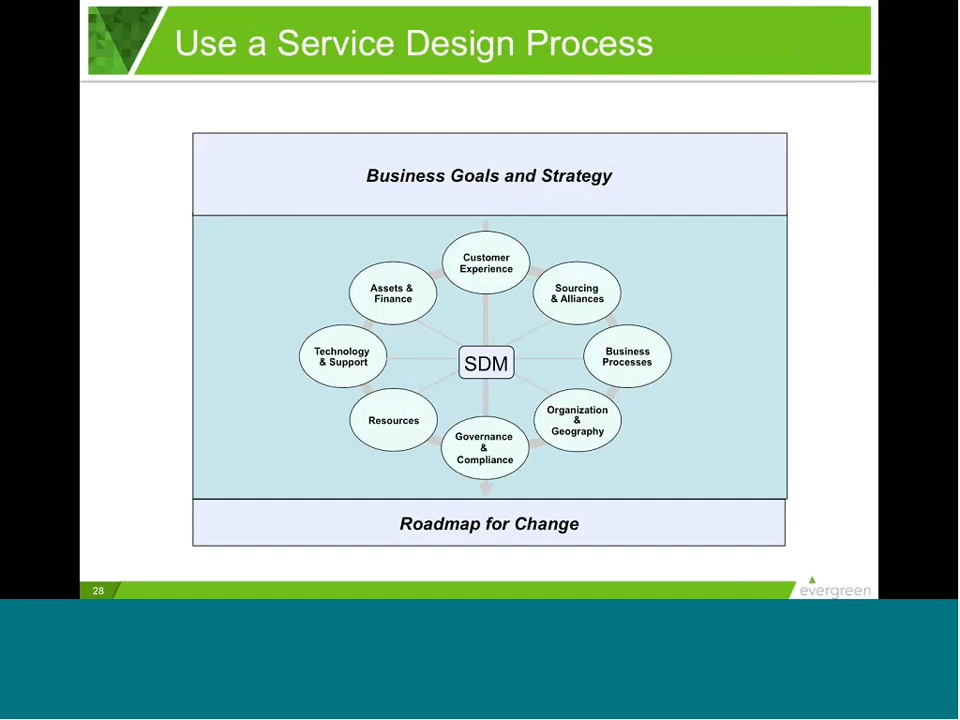 Use a Service Design Process
Business Goals and Strategy
Customer
Experience
Assets &
Finance
Sourcing
& Alliances
Technology
& Support
SDM
Business
Processes
Resources
Organization
&
Geography
Governance
&
Compliance
Roadmap for Change
28
evergreen